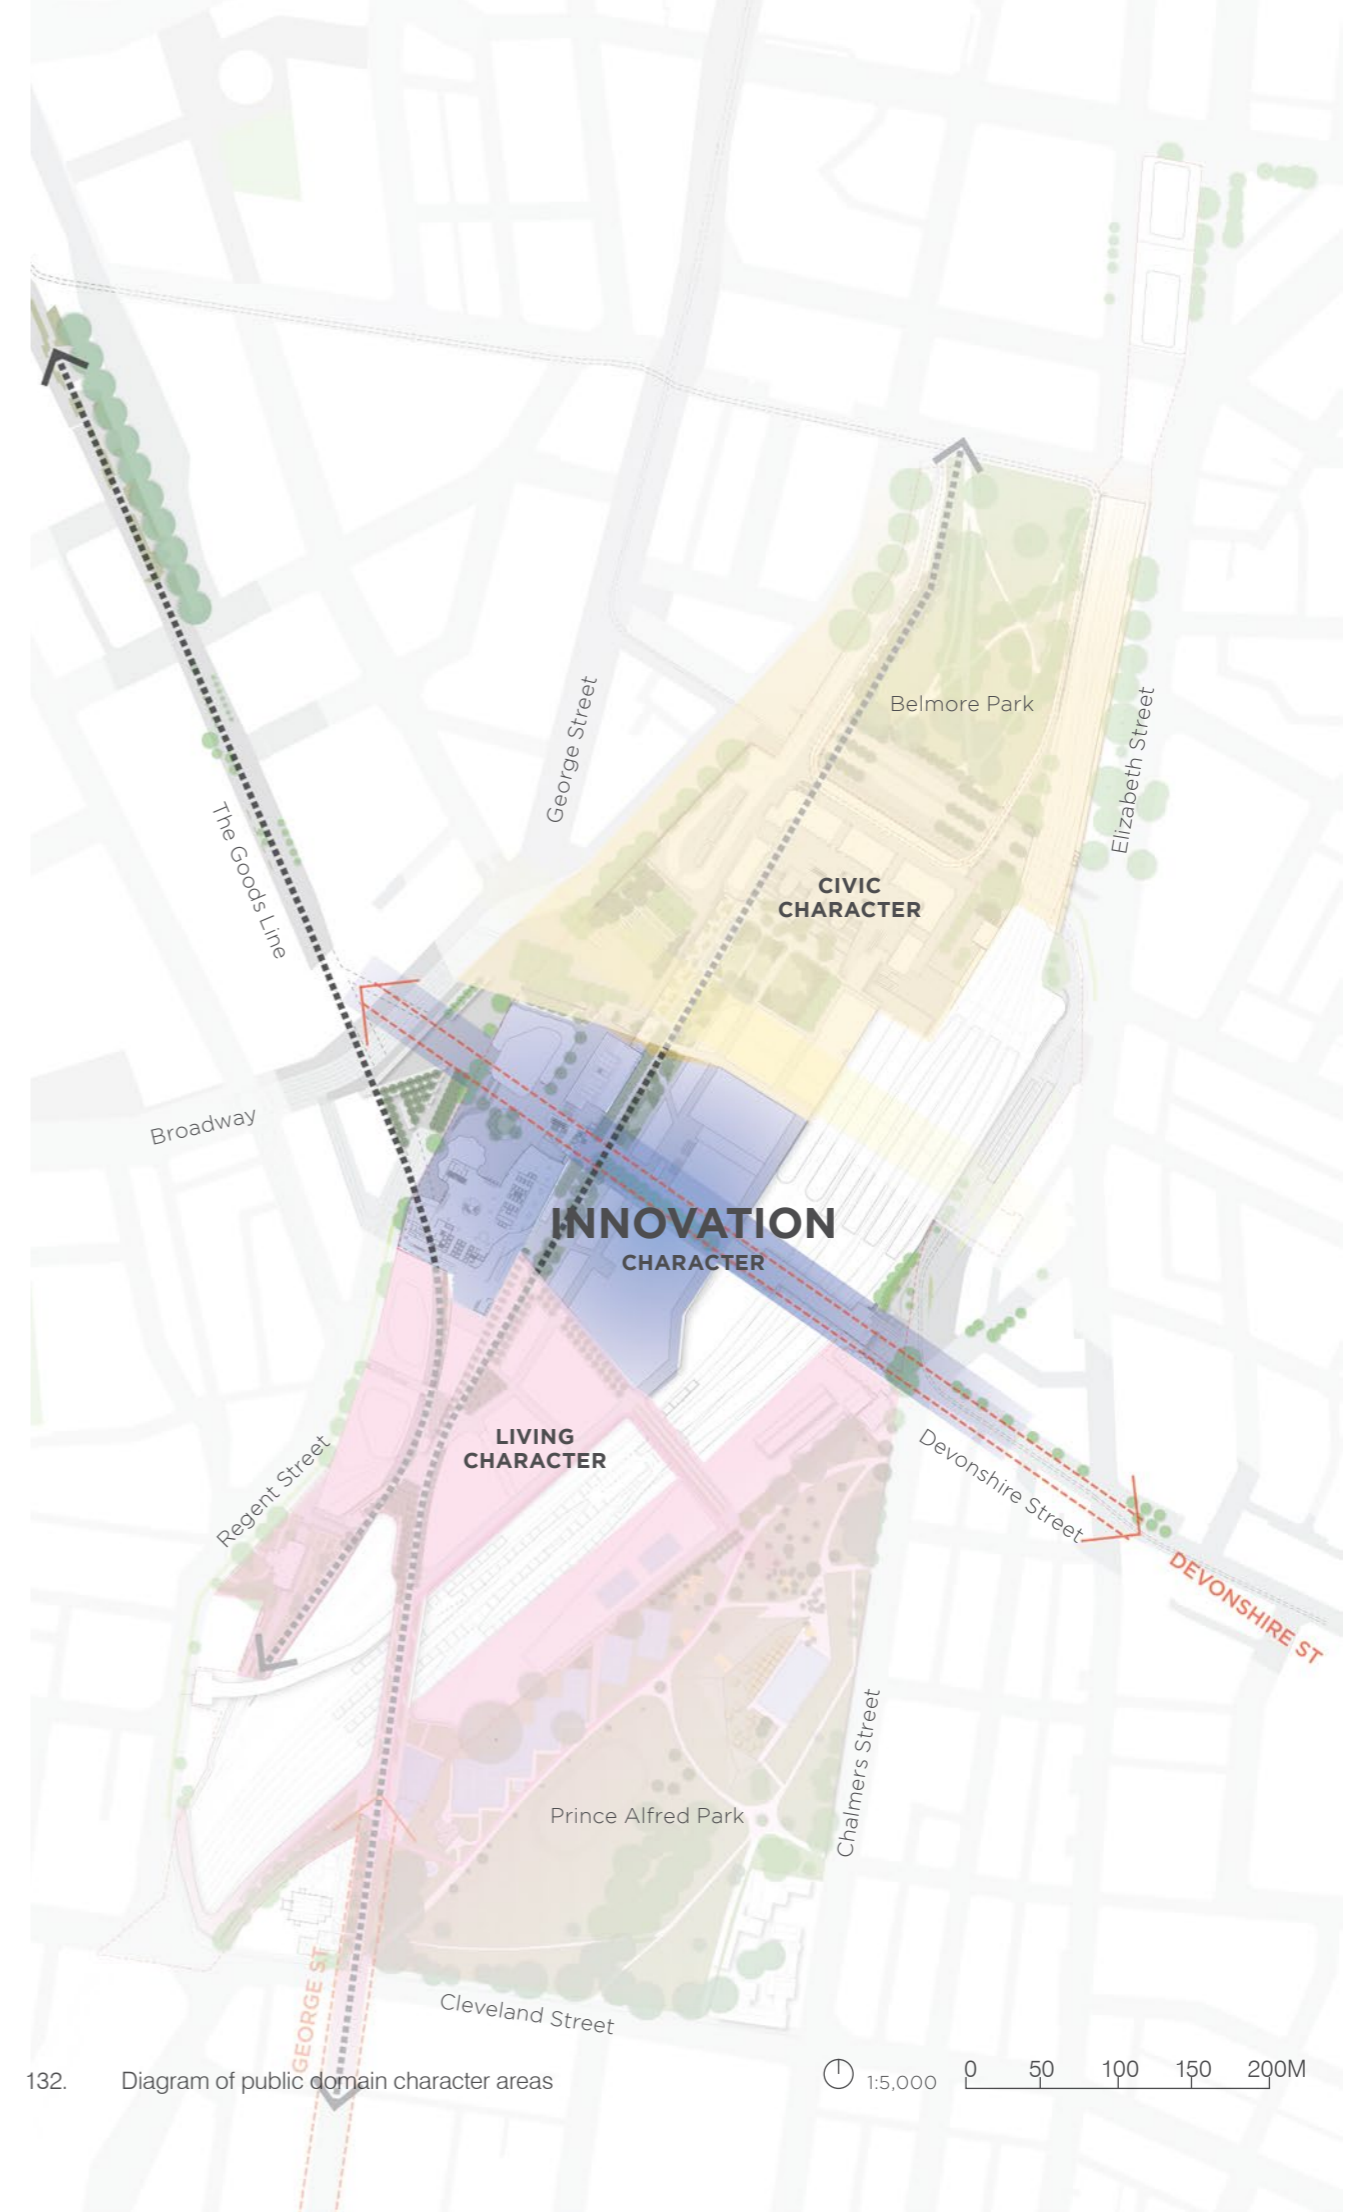 Belmore Park
George Street
Elizabeth Street
The Goods Line
CIVIC
CHARACTER
Broadway
INNOVATION
CHARACTER
LIVING
CHARACTER
Regent Street
Devonshire Street
DEVONSHIRE ST
Chalmers Street
Prince Alfred Park
GEORGE ST
Cleveland Street
132. Diagram of public domain character areas
1:5,000
0 50 100 150 200M